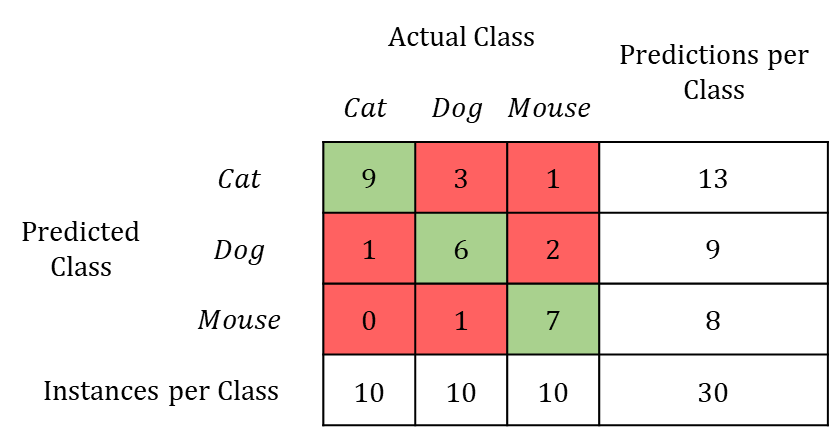 Actual Class
Predictions per
Class
Cat Dog Mouse
Cat 9 3 1 13
Predicted
Class
Dog 1 6 2 9
Mouse 0 1 7 8
Instances per Class 10 10 10 30